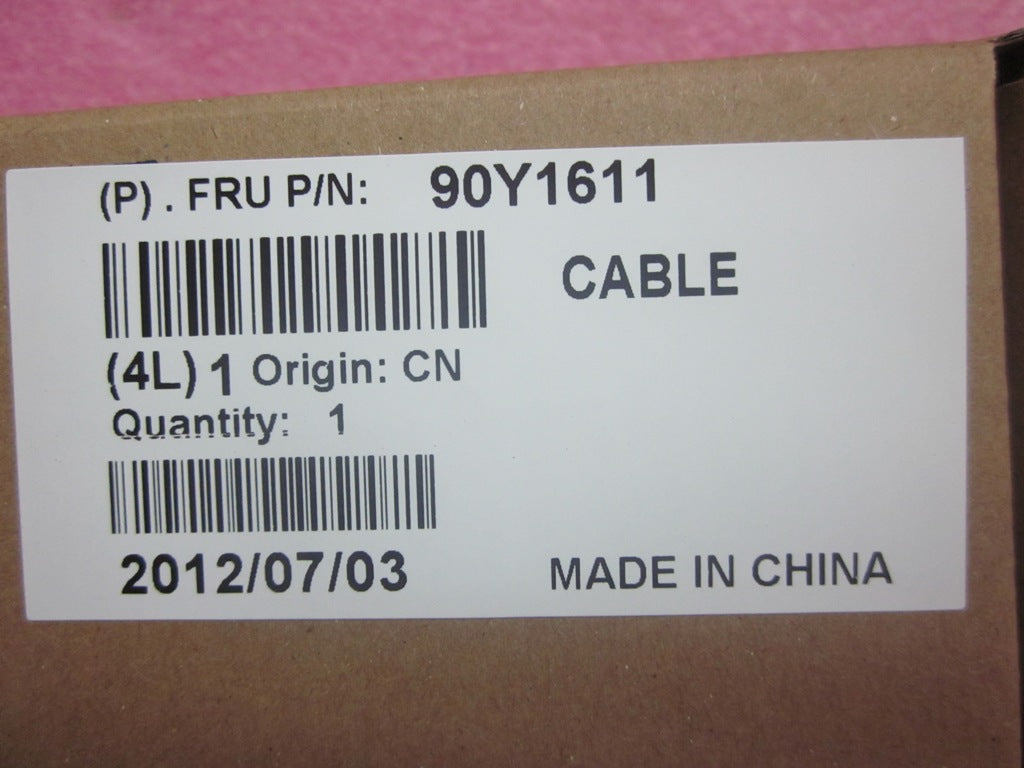 (P) . FRU P/N: 90Y1611
CABLE
(4L) 1 Origin: CN
Quantity: 1
2012/07/03
MADE IN CHINA